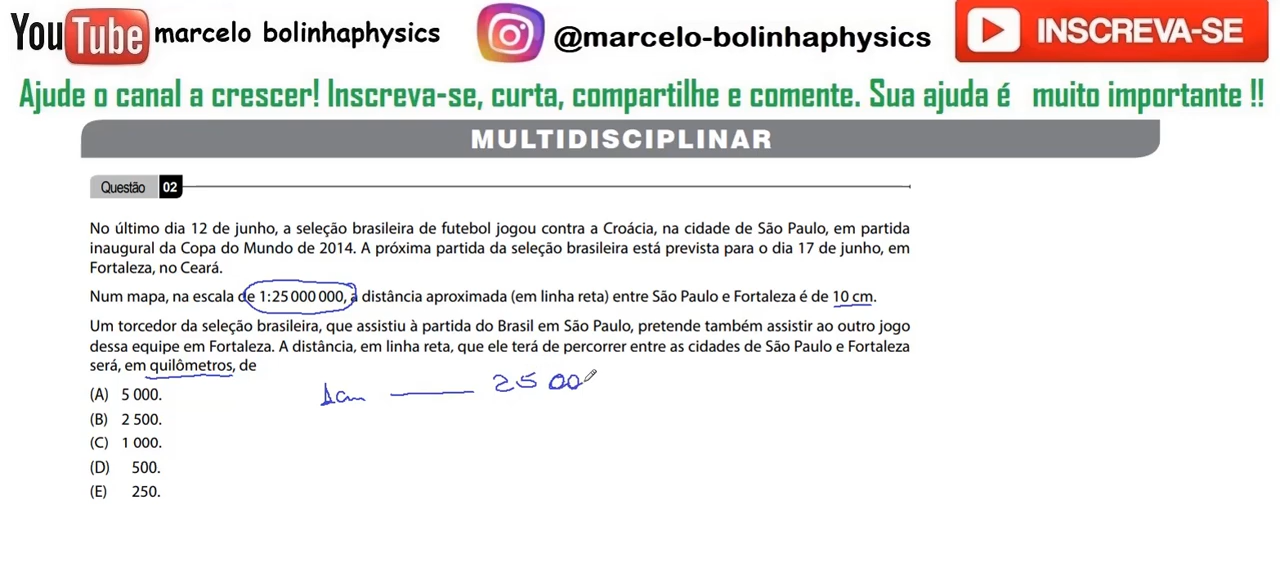 YouTube marcelo bolinhaphysics @marcelo-bolinhaphysics INSCREVA-SE
Ajude o canal a crescer! Inscreva-se, curta, compartilhe e comente. Sua ajuda é muito importante !!
MULTIDISCIPLINAR
Questão 02
No último dia 12 de junho, a seleção brasileira de futebol jogou contra a Croácia, na cidade de São Paulo, em partida
inaugural da Copa do Mundo de 2014. A próxima partida da seleção brasileira está prevista para o dia 17 de junho, em
Fortaleza, no Ceará.
Num mapa, na escala de 1:25 000 000, a distância aproximada (em linha reta) entre São Paulo e Fortaleza é de 10 cm.
Um torcedor da seleção brasileira, que assistiu à partida do Brasil em São Paulo, pretende também assistir ao outro jogo
dessa equipe em Fortaleza. A distância, em linha reta, que ele terá de percorrer entre as cidades de São Paulo e Fortaleza
será, em quilômetros, de
1cm 25 000
(A) 5 000.
(B) 2 500.
(C) 1 000.
(D) 500.
(E) 250.